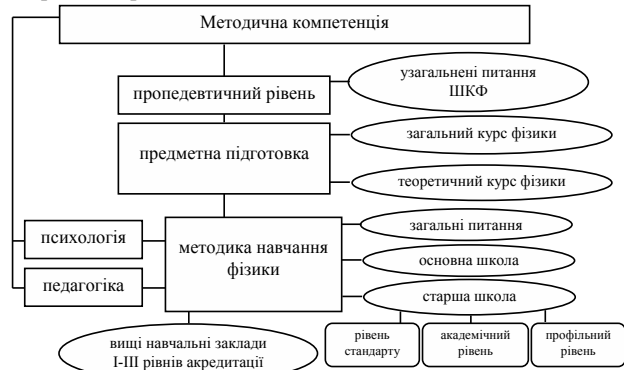 Методична компетенція
пропедевтичний рівень
узагальнені питання
ШКФ
предметна підготовка
загальний курс фізики
теоретичний курс фізики
психологія
педагогіка
методика навчання
фізики
загальні питання
основна школа
старша школа
вищі навчальні заклади
І-ІІІ рівнів акредитації
рівень
стандарту
академічний
рівень
профільний
рівень